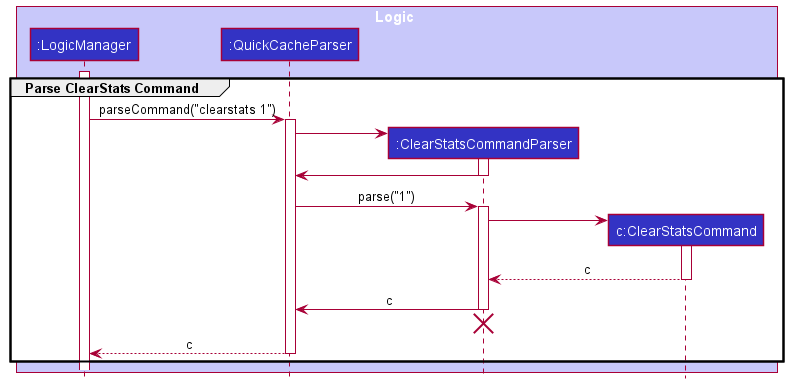 Logic
:LogicManager
:QuickCacheParser
Parse ClearStats Command
parseCommand("clearstats 1")
:ClearStatsCommandParser
parse("1")
c:ClearStatsCommand
c
c
c